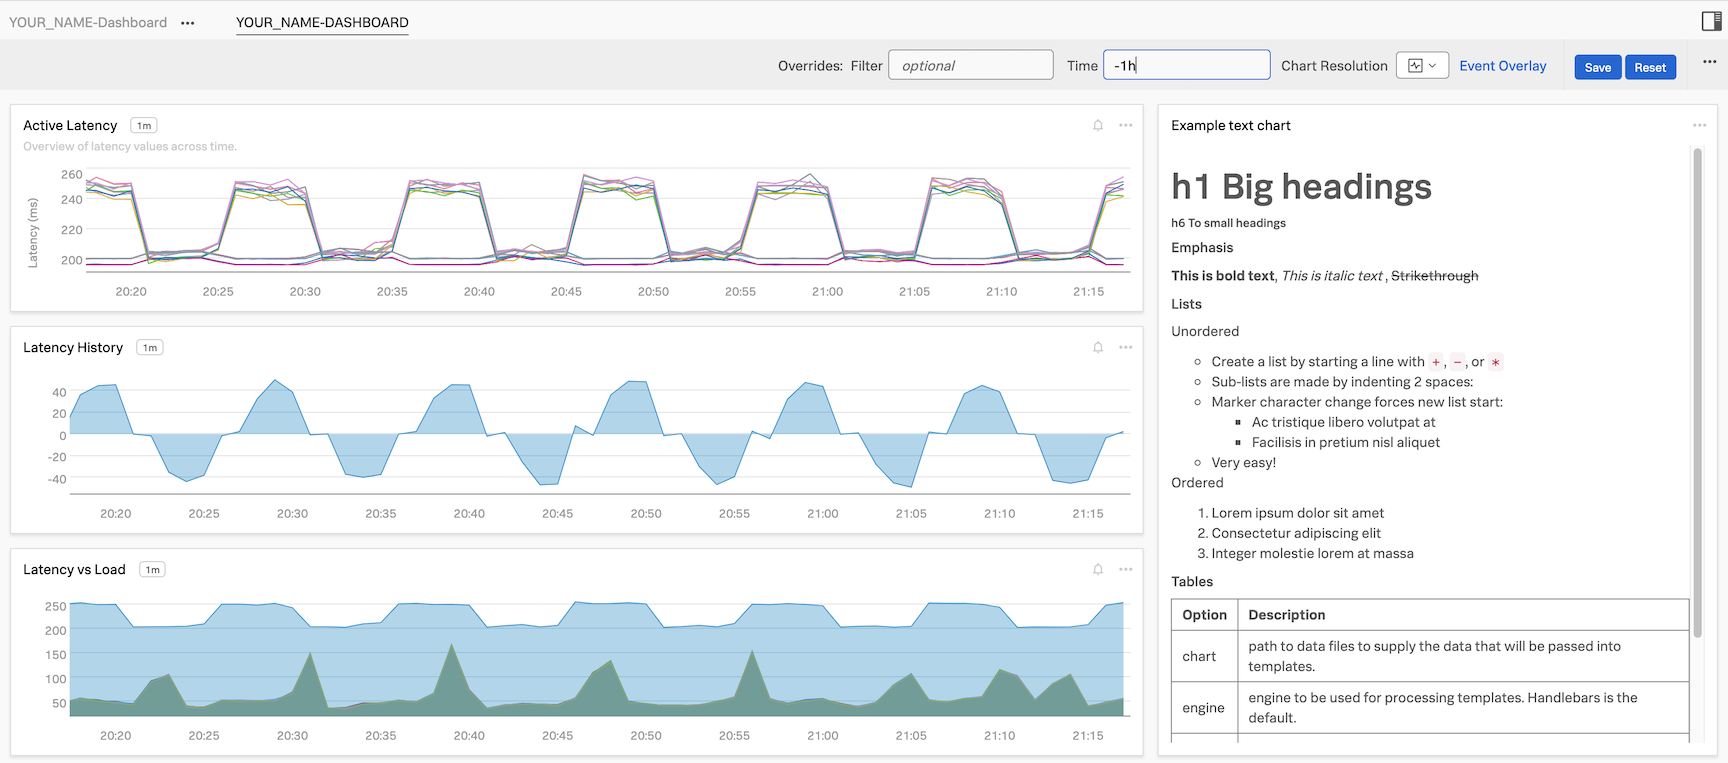 YOUR_NAME-Dashboard ••• YOUR_NAME-DASHBOARD
Overrides: Filter optional Time -1h Chart Resolution Event Overlay Save Reset •••
Active Latency 1m
Overview of latency values across time.
Latency (ms)
260
240
220
200
20:20 20:25 20:30 20:35 20:40 20:45 20:50 20:55 21:00 21:05 21:10 21:15
Latency History 1m
40
20
0
-20
-40
20:20 20:25 20:30 20:35 20:40 20:45 20:50 20:55 21:00 21:05 21:10 21:15
Latency vs Load 1m
250
200
150
100
50
20:20 20:25 20:30 20:35 20:40 20:45 20:50 20:55 21:00 21:05 21:10 21:15
Example text chart
h1 Big headings
h6 To small headings
Emphasis
This is bold text, This is italic text , Strikethrough
Lists
Unordered
Create a list by starting a line with +, -, or *
Sub-lists are made by indenting 2 spaces:
Marker character change forces new list start:
Ac tristique libero volutpat at
Facilisis in pretium nisl aliquet
Very easy!
Ordered
1. Lorem ipsum dolor sit amet
2. Consectetur adipiscing elit
3. Integer molestie lorem at massa
Tables
Option Description
chart path to data files to supply the data that will be passed into
templates.
engine engine to be used for processing templates. Handlebars is the
default.